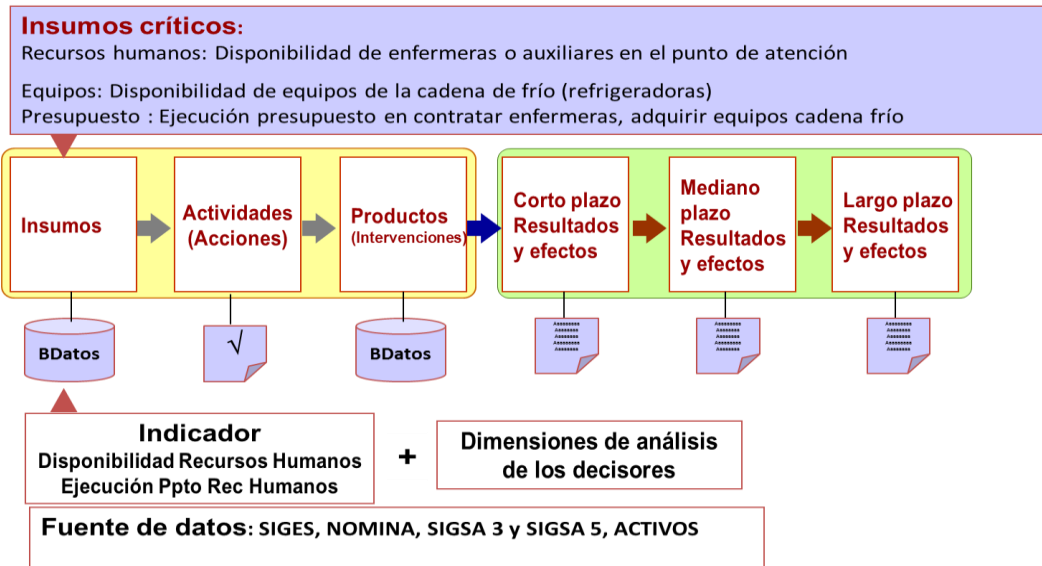 Insumos críticos:
Recursos humanos: Disponibilidad de enfermeras o auxiliares en el punto de atención
Equipos: Disponibilidad de equipos de la cadena de frío (refrigeradoras)
Presupuesto : Ejecución presupuesto en contratar enfermeras, adquirir equipos cadena frío
Insumos
Actividades
(Acciones)
Productos
(Intervenciones)
Corto plazo
Resultados
y efectos
Mediano
plazo
Resultados
y efectos
Largo plazo
Resultados
y efectos
BDatos
√
BDatos
Indicador
Disponibilidad Recursos Humanos
Ejecución Ppto Rec Humanos
+
Dimensiones de análisis
de los decisores
Fuente de datos: SIGES, NOMINA, SIGSA 3 y SIGSA 5, ACTIVOS